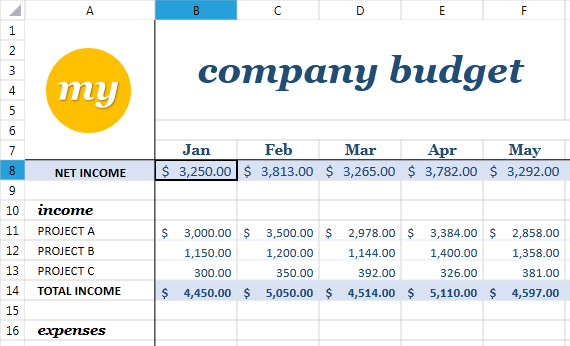 A B C D E F
1
2
3
4
5
6
my
company budget
7 Jan Feb Mar Apr May
8 NET INCOME $ 3,250.00 $ 3,813.00 $ 3,265.00 $ 3,782.00 $ 3,292.00
9
10 income
11 PROJECT A $ 3,000.00 $ 3,500.00 $ 2,978.00 $ 3,384.00 $ 2,858.00
12 PROJECT B 1,150.00 1,200.00 1,144.00 1,400.00 1,358.00
13 PROJECT C 300.00 350.00 392.00 326.00 381.00
14 TOTAL INCOME $ 4,450.00 $ 5,050.00 $ 4,514.00 $ 5,110.00 $ 4,597.00
15
16 expenses